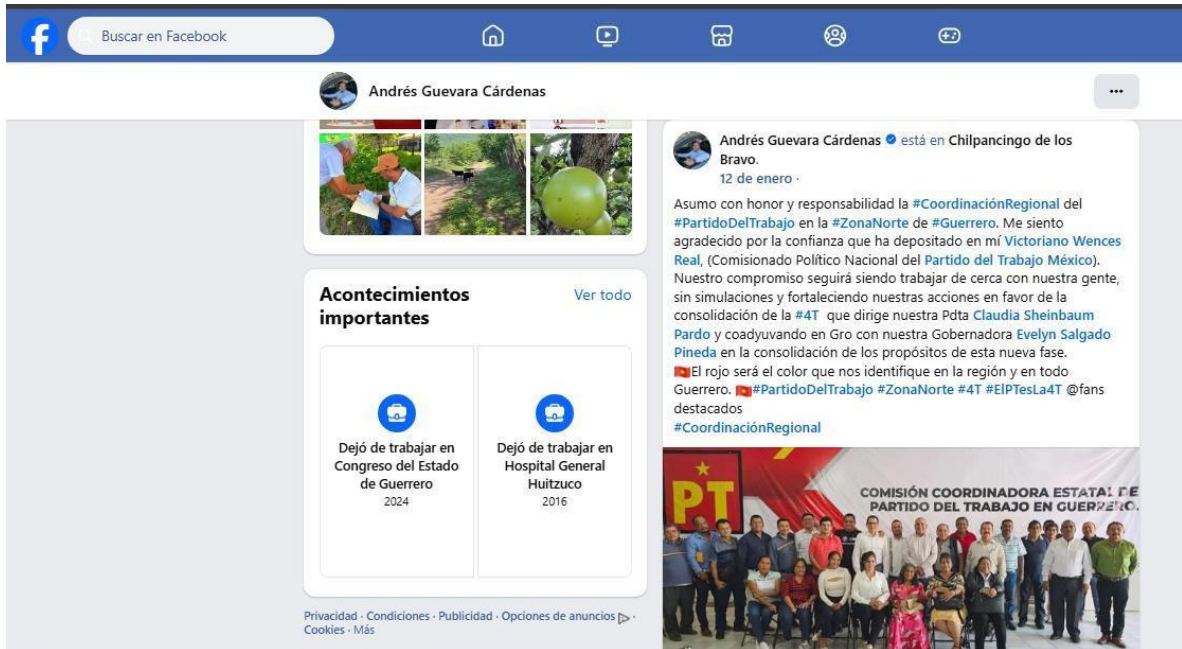 Buscar en Facebook
Andrés Guevara Cárdenas
Acontecimientos
importantes
Ver todo
Dejó de trabajar en
Congreso del Estado
de Guerrero
2024
Dejó de trabajar en
Hospital General
Huitzuco
2016
Privacidad · Condiciones · Publicidad · Opciones de anuncios ·
Cookies · Más
Andrés Guevara Cárdenas está en Chilpancingo de los
Bravo.
12 de enero ·
Asumo con honor y responsabilidad la #CoordinaciónRegional del
#PartidoDelTrabajo en la #ZonaNorte de #Guerrero. Me siento
agradecido por la confianza que ha depositado en mí Victoriano Wences
Real, (Comisionado Político Nacional del Partido del Trabajo México).
Nuestro compromiso seguirá siendo trabajar de cerca con nuestra gente,
sin simulaciones y fortaleciendo nuestras acciones en favor de la
consolidación de la #4T que dirige nuestra Pdta Claudia Sheinbaum
Pardo y coadyuvando en Gro con nuestra Gobernadora Evelyn Salgado
Pineda en la consolidación de los propósitos de esta nueva fase.
El rojo será el color que nos identifique en la región y en todo
Guerrero. #PartidoDelTrabajo #ZonaNorte #4T #ElPTesLa4T @fans
destacados
#CoordinaciónRegional
PT
COMISIÓN COORDINADORA ESTATAL DE
PARTIDO DEL TRABAJO EN GUERRERO.